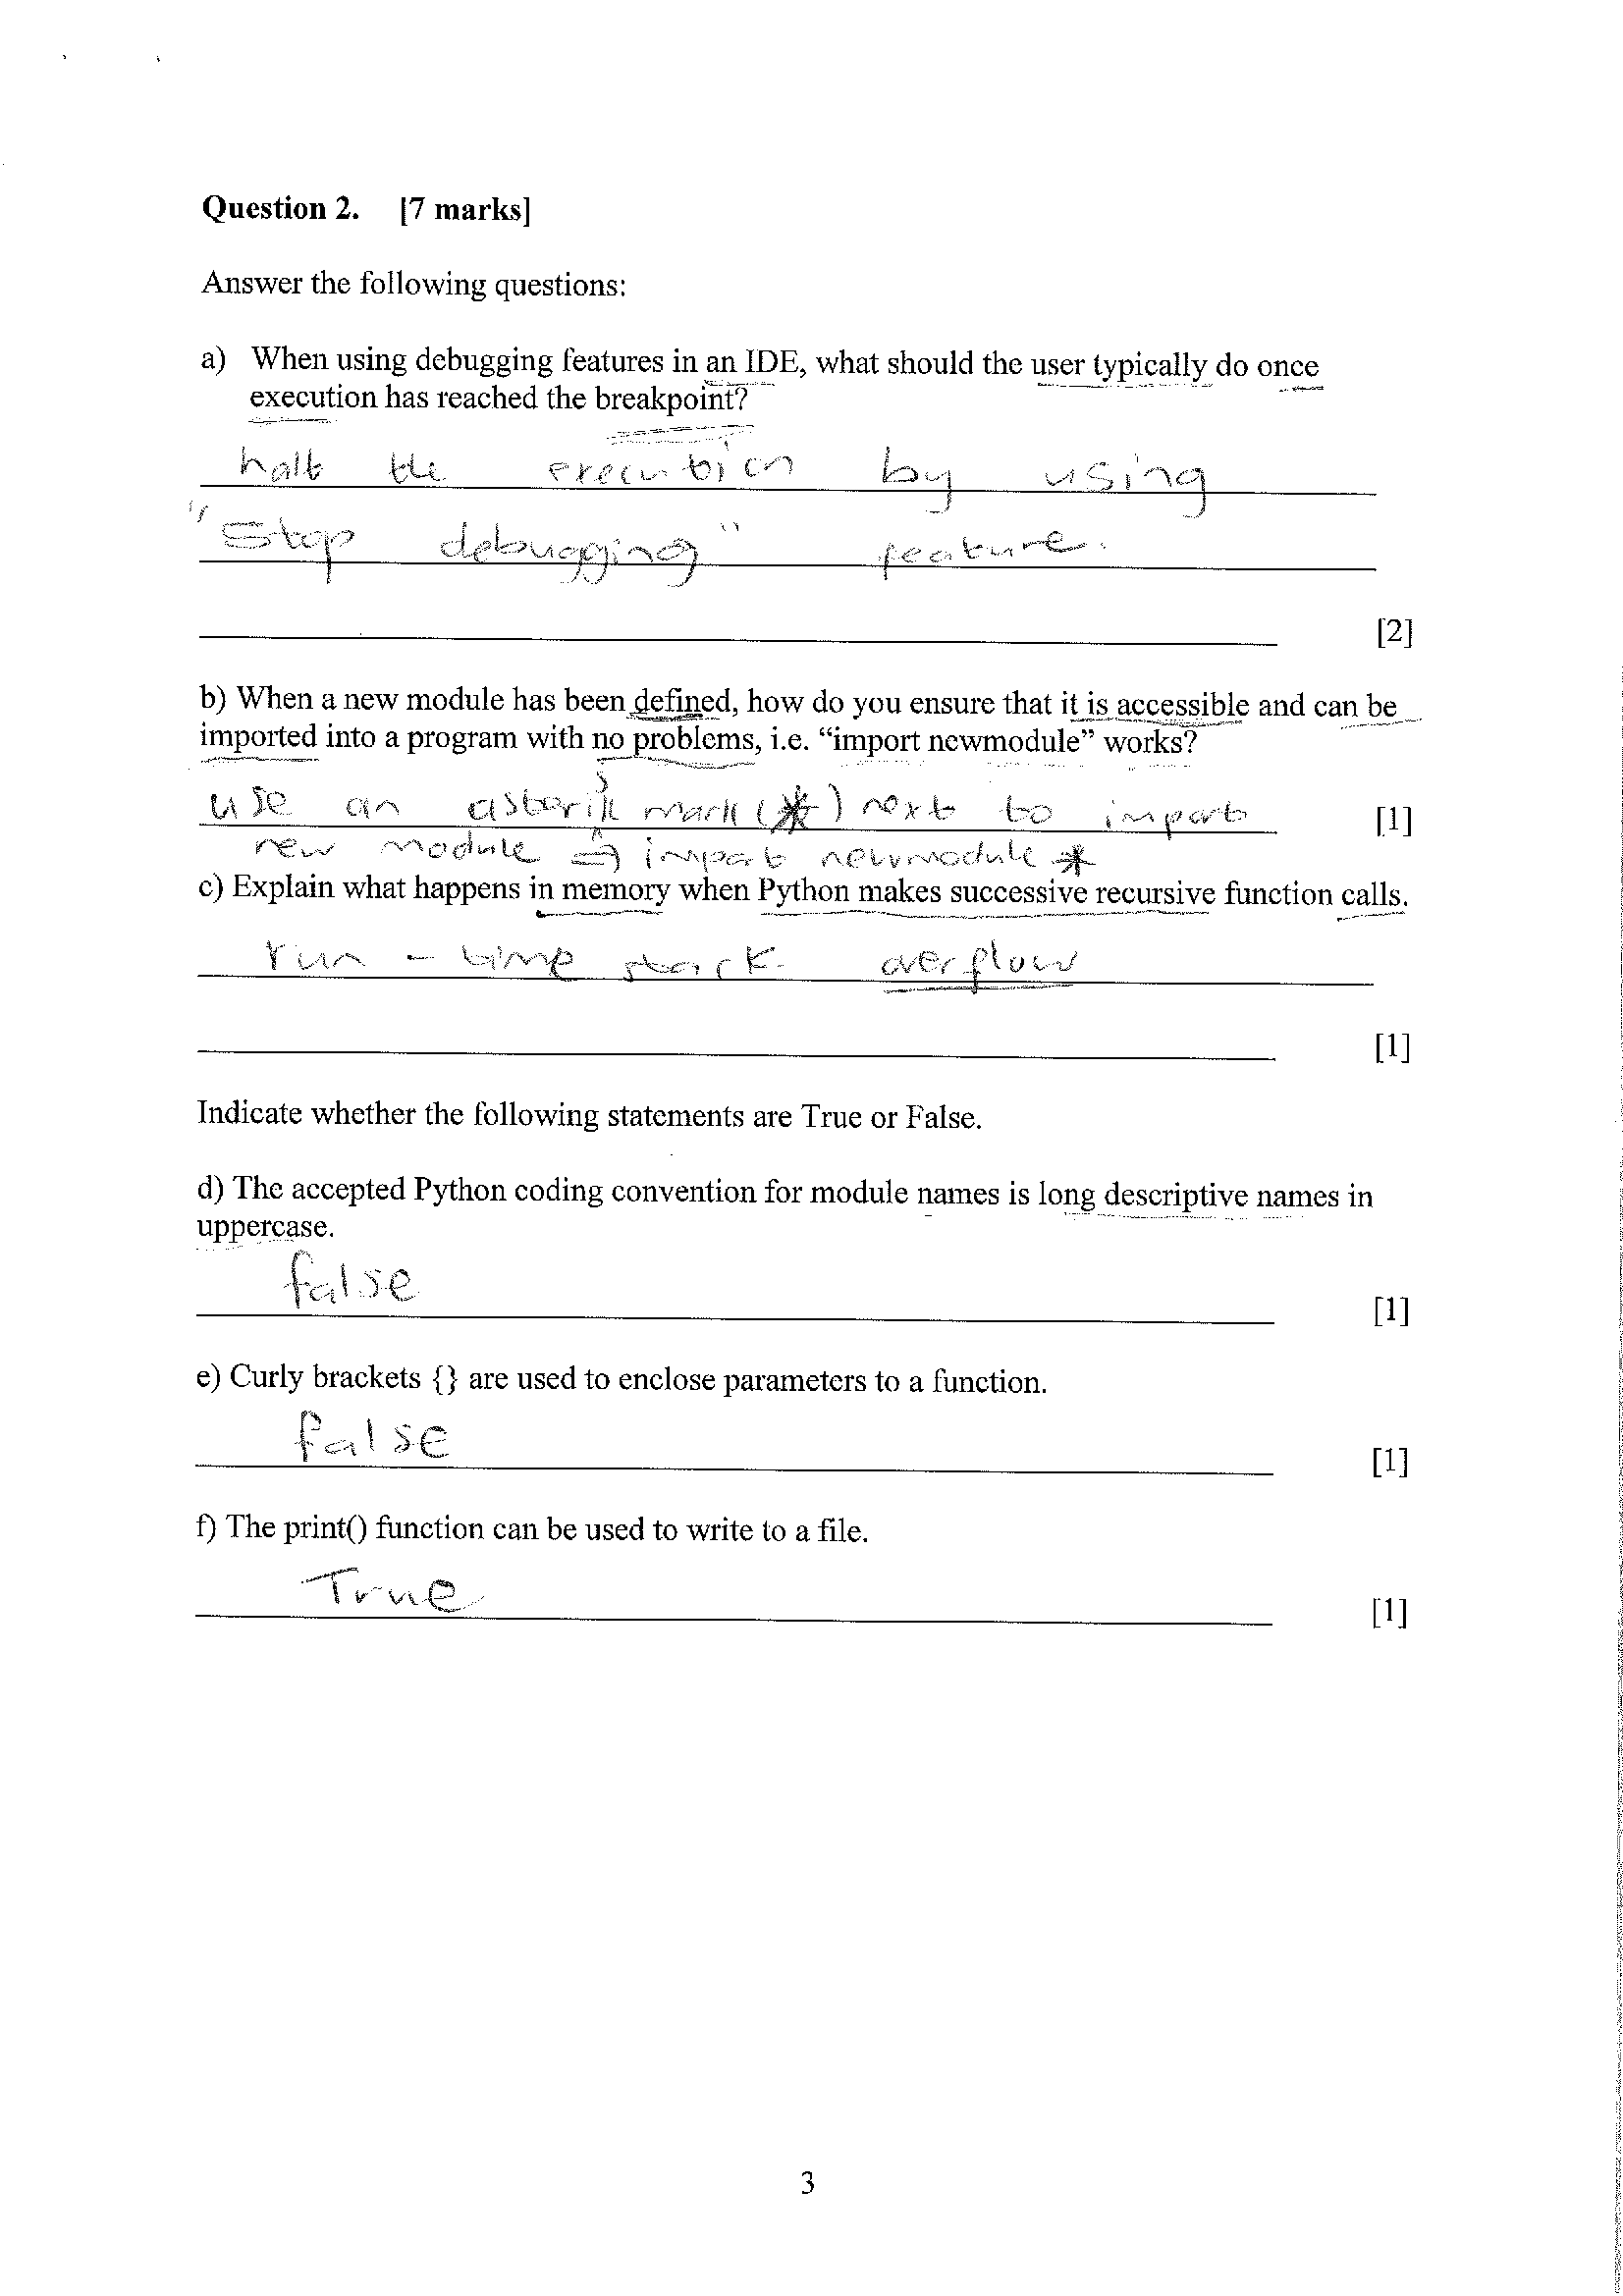 Question 2. [7 marks]
Answer the following questions:
a) When using debugging features in an IDE, what should the user typically do once
execution has reached the breakpoint?
halt the execution by using
"Stop debugging" feature.
[2]
b) When a new module has been defined, how do you ensure that it is accessible and can be
imported into a program with no problems, i.e. “import newmodule” works?
use an asterik mark (*) next to import
[1]
new module ⇒ import newmodule *
c) Explain what happens in memory when Python makes successive recursive function calls.
run - time stack overflow
[1]
Indicate whether the following statements are True or False.
d) The accepted Python coding convention for module names is long descriptive names in
uppercase.
false
[1]
e) Curly brackets {} are used to enclose parameters to a function.
false
[1]
f) The print() function can be used to write to a file.
True
[1]
3